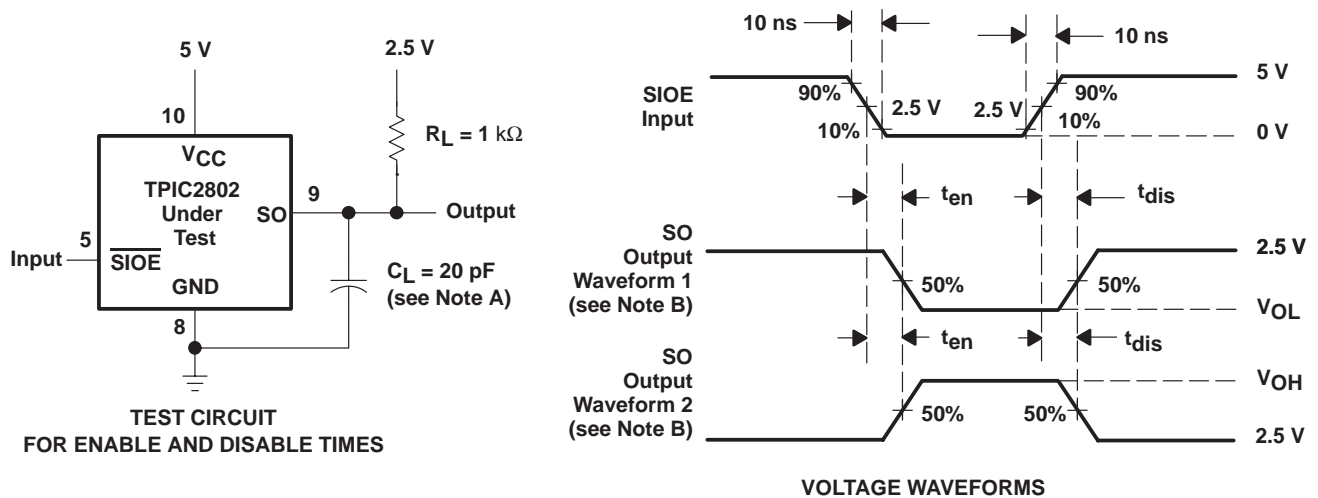 5 V
2.5 V
10
VCC
TPIC2802
Under
Test
SO
9
RL = 1 kΩ
Output
Input
5
SIOE
GND
8
CL = 20 pF
(see Note A)
TEST CIRCUIT
FOR ENABLE AND DISABLE TIMES
10 ns
10 ns
SIOE
Input
90%
2.5 V
10%
2.5 V
90%
10%
5 V
0 V
ten
tdis
SO
Output
Waveform 1
(see Note B)
50%
50%
2.5 V
VOL
ten
tdis
SO
Output
Waveform 2
(see Note B)
50%
50%
VOH
2.5 V
VOLTAGE WAVEFORMS